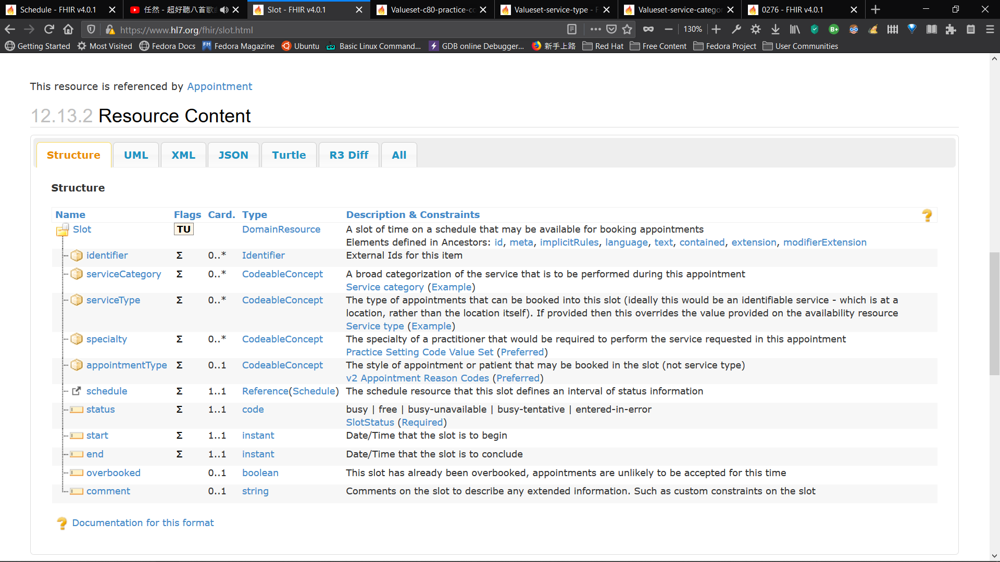 Schedule - FHIR v4.0.1
任然 - 超好聽八首歌
Slot - FHIR v4.0.1
Valueset-c80-practice-co
Valueset-service-type - F
Valueset-service-categor
0276 - FHIR v4.0.1
https://www.hl7.org/fhir/slot.html
130%
Getting Started
Most Visited
Fedora Docs
Fedora Magazine
Ubuntu
Basic Linux Command...
GDB online Debugger...
新手上路
Red Hat
Free Content
Fedora Project
User Communities
This resource is referenced by Appointment
12.13.2 Resource Content
Structure UML XML JSON Turtle R3 Diff All
Structure
Name Flags Card. Type Description & Constraints
Slot TU DomainResource A slot of time on a schedule that may be available for booking appointments
Elements defined in Ancestors: id, meta, implicitRules, language, text, contained, extension, modifierExtension
identifier Σ 0..* Identifier External Ids for this item
serviceCategory Σ 0..* CodeableConcept A broad categorization of the service that is to be performed during this appointment
Service category (Example)
serviceType Σ 0..* CodeableConcept The type of appointments that can be booked into this slot (ideally this would be an identifiable service - which is at a
location, rather than the location itself). If provided then this overrides the value provided on the availability resource
Service type (Example)
specialty Σ 0..* CodeableConcept The specialty of a practitioner that would be required to perform the service requested in this appointment
Practice Setting Code Value Set (Preferred)
appointmentType Σ 0..1 CodeableConcept The style of appointment or patient that may be booked in the slot (not service type)
v2 Appointment Reason Codes (Preferred)
schedule Σ 1..1 Reference(Schedule) The schedule resource that this slot defines an interval of status information
status Σ 1..1 code busy | free | busy-unavailable | busy-tentative | entered-in-error
SlotStatus (Required)
start Σ 1..1 instant Date/Time that the slot is to begin
end Σ 1..1 instant Date/Time that the slot is to conclude
overbooked 0..1 boolean This slot has already been overbooked, appointments are unlikely to be accepted for this time
comment 0..1 string Comments on the slot to describe any extended information. Such as custom constraints on the slot
Documentation for this format